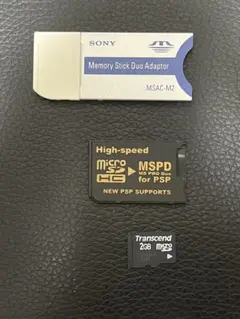 SONY
Memory Stick Duo Adaptor
MSAC-M2
High-speed
micro SD HC
MSPD
MS PRO Duo
for PSP
NEW PSP SUPPORTS
Transcend
2GB micro SD